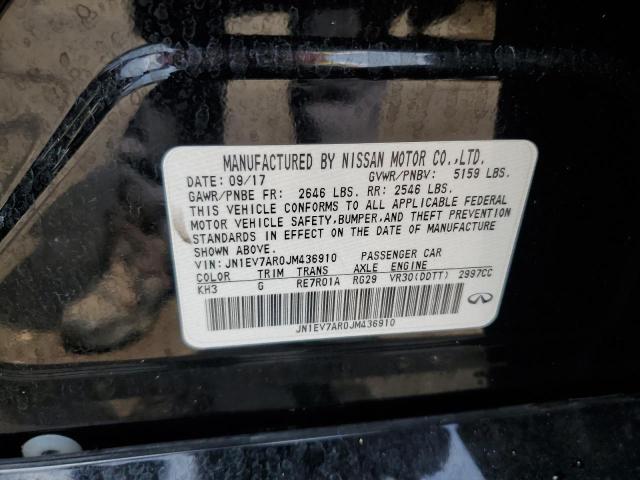 MANUFACTURED BY NISSAN MOTOR CO.,LTD.
DATE: 09/17 GVWR/PNBV: 5159 LBS.
GAWR/PNBE FR: 2646 LBS. RR: 2546 LBS.
THIS VEHICLE CONFORMS TO ALL APPLICABLE FEDERAL
MOTOR VEHICLE SAFETY, BUMPER, AND THEFT PREVENTION
STANDARDS IN EFFECT ON THE DATE OF MANUFACTURE
SHOWN ABOVE.
VIN: JN1EV7AR0JM436910 PASSENGER CAR
COLOR TRIM TRANS AXLE ENGINE
KH3 G RE7R01A RG29 VR30(DDTT) 2997CC
JN1EV7AR0JM436910